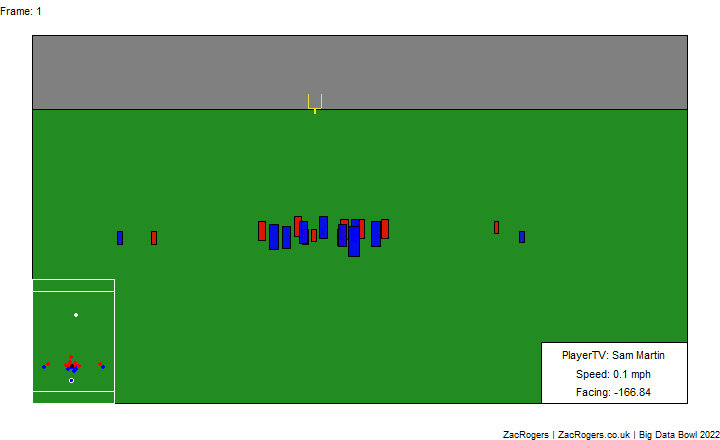 Frame: 1
PlayerTV: Sam Martin
Speed: 0.1 mph
Facing: -166.84
ZacRogers | ZacRogers.co.uk | Big Data Bowl 2022